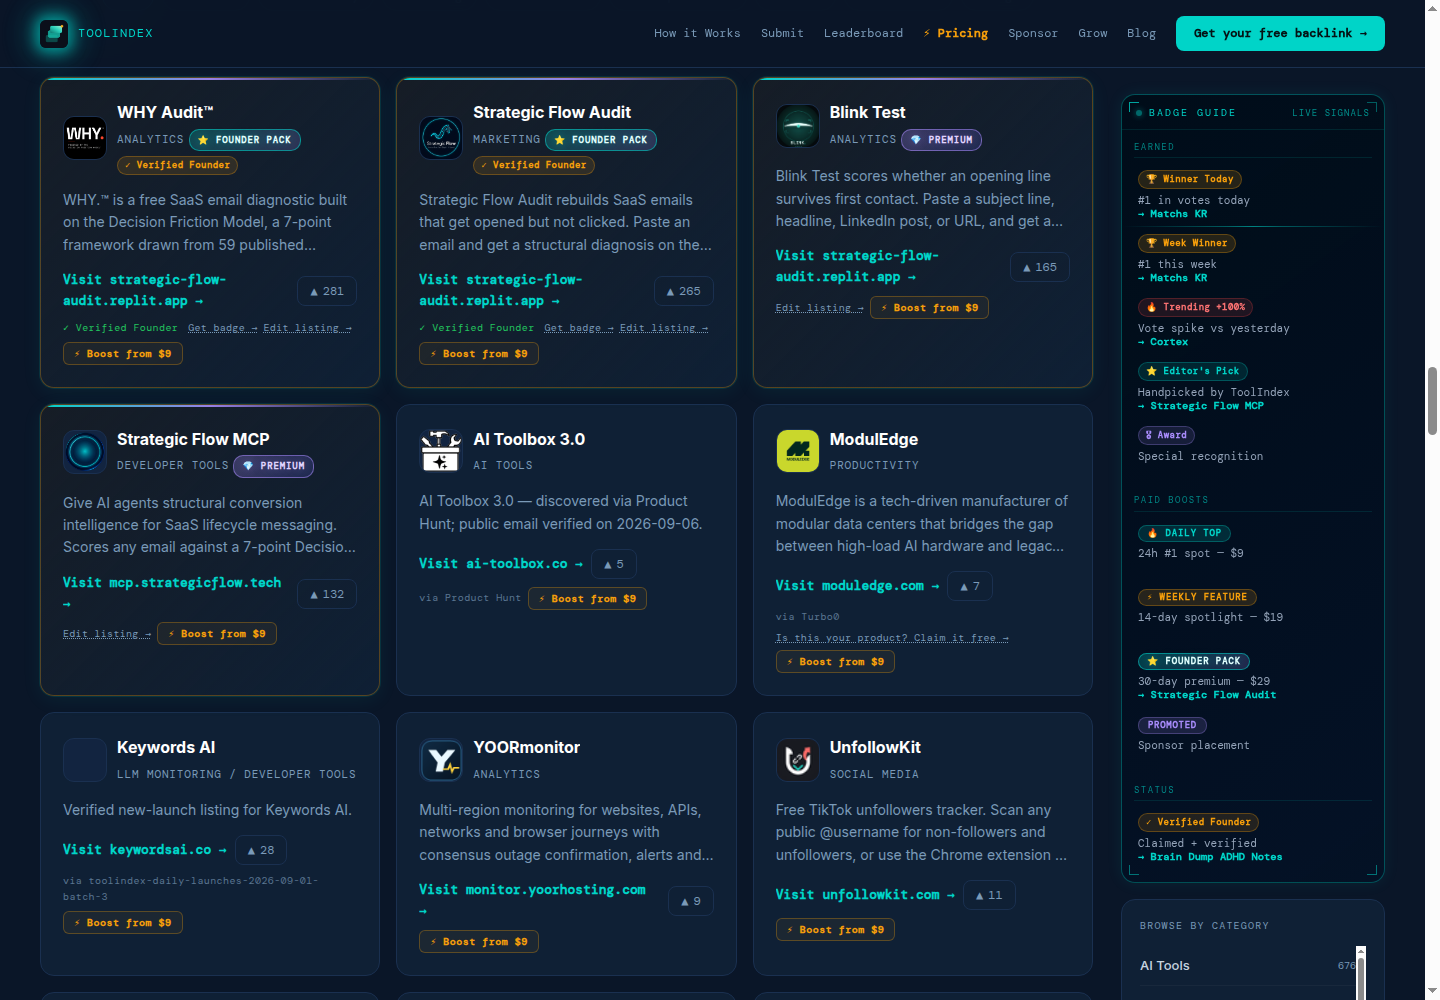 TOOLINDEX
How it Works
Submit
Leaderboard
⚡ Pricing
Sponsor
Grow
Blog
Get your free backlink →
WHY.
WHY Audit™
ANALYTICS
⭐ FOUNDER PACK
✓ Verified Founder
WHY.™ is a free SaaS email diagnostic built
on the Decision Friction Model, a 7-point
framework drawn from 59 published...
Visit strategic-flow-
audit.replit.app →
▲ 281
✓ Verified Founder
Get badge →
Edit listing →
⚡ Boost from $9
Strategic Flow Audit
MARKETING
⭐ FOUNDER PACK
✓ Verified Founder
Strategic Flow Audit rebuilds SaaS emails
that get opened but not clicked. Paste an
email and get a structural diagnosis on the...
Visit strategic-flow-
audit.replit.app →
▲ 265
✓ Verified Founder
Get badge →
Edit listing →
⚡ Boost from $9
BLINK
Blink Test
ANALYTICS
💎 PREMIUM
Blink Test scores whether an opening line
survives first contact. Paste a subject line,
headline, LinkedIn post, or URL, and get a...
Visit strategic-flow-
audit.replit.app →
▲ 165
Edit listing →
⚡ Boost from $9
Strategic Flow MCP
DEVELOPER TOOLS
💎 PREMIUM
Give AI agents structural conversion
intelligence for SaaS lifecycle messaging.
Scores any email against a 7-point Decisio...
Visit mcp.strategicflow.tech
→
▲ 132
Edit listing →
⚡ Boost from $9
AI Toolbox 3.0
AI TOOLS
AI Toolbox 3.0 — discovered via Product
Hunt; public email verified on 2026-09-06.
Visit ai-toolbox.co →
▲ 5
via Product Hunt
⚡ Boost from $9
MODULEDGE
ModulEdge
PRODUCTIVITY
ModulEdge is a tech-driven manufacturer of
modular data centers that bridges the gap
between high-load AI hardware and legac...
Visit moduledge.com →
▲ 7
via Turbo0
Is this your product? Claim it free →
⚡ Boost from $9
Keywords AI
LLM MONITORING / DEVELOPER TOOLS
Verified new-launch listing for Keywords AI.
Visit keywordsai.co →
▲ 28
via toolindex-daily-launches-2026-09-01-
batch-3
⚡ Boost from $9
Y
YOORmonitor
ANALYTICS
Multi-region monitoring for websites, APIs,
networks and browser journeys with
consensus outage confirmation, alerts and...
Visit monitor.yoorhosting.com
→
▲ 9
⚡ Boost from $9
UnfollowKit
SOCIAL MEDIA
Free TikTok unfollowers tracker. Scan any
public @username for non-followers and
unfollowers, or use the Chrome extension ...
Visit unfollowkit.com →
▲ 11
⚡ Boost from $9
BADGE GUIDE
LIVE SIGNALS
EARNED
🏆 Winner Today
#1 in votes today
→ Matchs KR
🏆 Week Winner
#1 this week
→ Matchs KR
🔥 Trending +100%
Vote spike vs yesterday
→ Cortex
⭐ Editor's Pick
Handpicked by ToolIndex
→ Strategic Flow MCP
🎖 Award
Special recognition
PAID BOOSTS
🔥 DAILY TOP
24h #1 spot — $9
⚡ WEEKLY FEATURE
14-day spotlight — $19
⭐ FOUNDER PACK
30-day premium — $29
→ Strategic Flow Audit
PROMOTED
Sponsor placement
STATUS
✓ Verified Founder
Claimed + verified
→ Brain Dump ADHD Notes
BROWSE BY CATEGORY
AI Tools
676